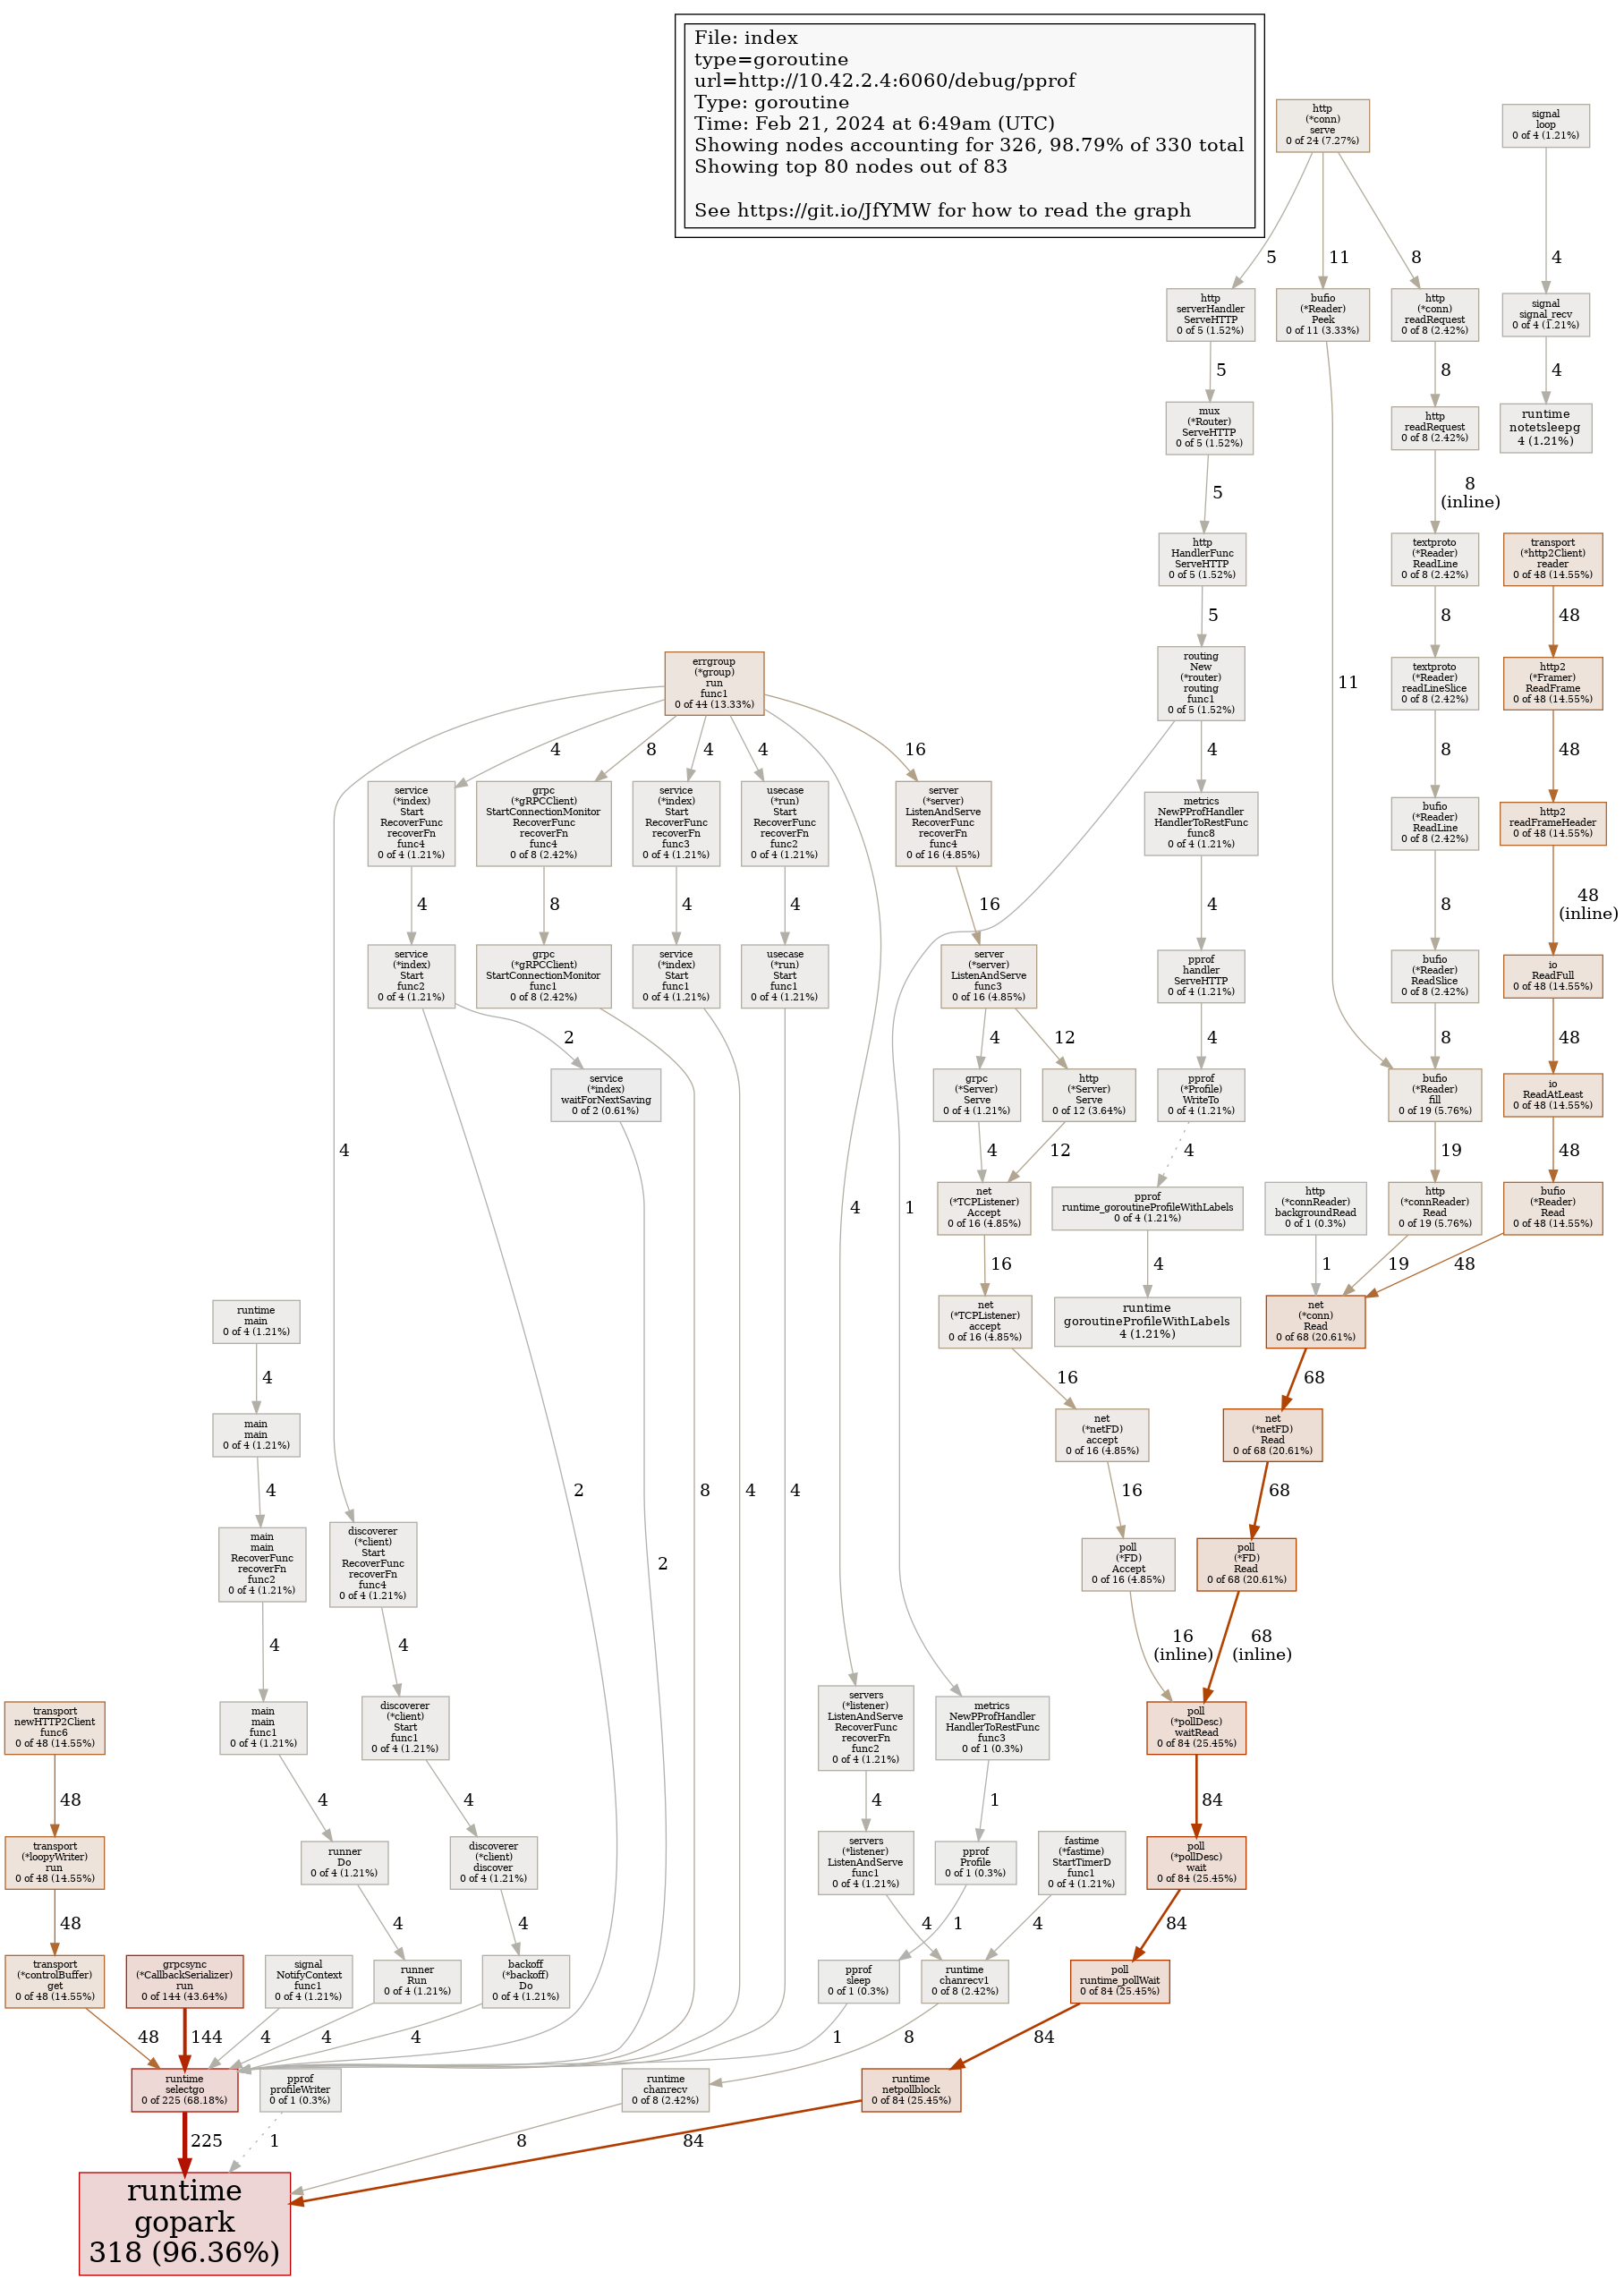 File: index
type=goroutine
url=http://10.42.2.4:6060/debug/pprof
Type: goroutine
Time: Feb 21, 2024 at 6:49am (UTC)
Showing nodes accounting for 326, 98.79% of 330 total
Showing top 80 nodes out of 83
See https://git.io/JfYMW for how to read the graph
http
(*conn)
serve
0 of 24 (7.27%)
signal
loop
0 of 4 (1.21%)
5
11
8
4
http
serverHandler
ServeHTTP
0 of 5 (1.52%)
bufio
(*Reader)
Peek
0 of 11 (3.33%)
http
(*conn)
readRequest
0 of 8 (2.42%)
signal
signal_recv
0 of 4 (1.21%)
5
8
4
mux
(*Router)
ServeHTTP
0 of 5 (1.52%)
http
readRequest
0 of 8 (2.42%)
runtime
notetsleepg
4 (1.21%)
5
8
(inline)
http
HandlerFunc
ServeHTTP
0 of 5 (1.52%)
textproto
(*Reader)
ReadLine
0 of 8 (2.42%)
transport
(*http2Client)
reader
0 of 48 (14.55%)
5
8
48
errgroup
(*group)
run
func1
0 of 44 (13.33%)
routing
New
(*router)
routing
func1
0 of 5 (1.52%)
11
textproto
(*Reader)
readLineSlice
0 of 8 (2.42%)
http2
(*Framer)
ReadFrame
0 of 48 (14.55%)
4
8
4
4
16
4
8
48
service
(*index)
Start
RecoverFunc
recoverFn
func4
0 of 4 (1.21%)
grpc
(*gRPCClient)
StartConnectionMonitor
RecoverFunc
recoverFn
func4
0 of 8 (2.42%)
service
(*index)
Start
RecoverFunc
recoverFn
func3
0 of 4 (1.21%)
usecase
(*run)
Start
RecoverFunc
recoverFn
func2
0 of 4 (1.21%)
server
(*server)
ListenAndServe
RecoverFunc
recoverFn
func4
0 of 16 (4.85%)
metrics
NewPProfHandler
HandlerToRestFunc
func8
0 of 4 (1.21%)
bufio
(*Reader)
ReadLine
0 of 8 (2.42%)
http2
readFrameHeader
0 of 48 (14.55%)
4
8
4
4
16
4
8
48
(inline)
service
(*index)
Start
func2
0 of 4 (1.21%)
grpc
(*gRPCClient)
StartConnectionMonitor
func1
0 of 8 (2.42%)
service
(*index)
Start
func1
0 of 4 (1.21%)
usecase
(*run)
Start
func1
0 of 4 (1.21%)
server
(*server)
ListenAndServe
func3
0 of 16 (4.85%)
pprof
handler
ServeHTTP
0 of 4 (1.21%)
bufio
(*Reader)
ReadSlice
0 of 8 (2.42%)
io
ReadFull
0 of 48 (14.55%)
2
4
12
4
8
48
service
(*index)
waitForNextSaving
0 of 2 (0.61%)
grpc
(*Server)
Serve
0 of 4 (1.21%)
http
(*Server)
Serve
0 of 12 (3.64%)
pprof
(*Profile)
WriteTo
0 of 4 (1.21%)
bufio
(*Reader)
fill
0 of 19 (5.76%)
io
ReadAtLeast
0 of 48 (14.55%)
4
4
12
4
19
48
4
1
net
(*TCPListener)
Accept
0 of 16 (4.85%)
pprof
runtime_goroutineProfileWithLabels
0 of 4 (1.21%)
http
(*connReader)
backgroundRead
0 of 1 (0.3%)
http
(*connReader)
Read
0 of 19 (5.76%)
bufio
(*Reader)
Read
0 of 48 (14.55%)
16
4
1
19
48
runtime
main
0 of 4 (1.21%)
net
(*TCPListener)
accept
0 of 16 (4.85%)
runtime
goroutineProfileWithLabels
4 (1.21%)
net
(*conn)
Read
0 of 68 (20.61%)
4
16
68
main
main
0 of 4 (1.21%)
net
(*netFD)
accept
0 of 16 (4.85%)
net
(*netFD)
Read
0 of 68 (20.61%)
4
2
8
4
4
16
68
main
main
RecoverFunc
recoverFn
func2
0 of 4 (1.21%)
discoverer
(*client)
Start
RecoverFunc
recoverFn
func4
0 of 4 (1.21%)
2
poll
(*FD)
Accept
0 of 16 (4.85%)
poll
(*FD)
Read
0 of 68 (20.61%)
4
4
16
(inline)
68
(inline)
transport
newHTTP2Client
func6
0 of 48 (14.55%)
main
main
func1
0 of 4 (1.21%)
discoverer
(*client)
Start
func1
0 of 4 (1.21%)
servers
(*listener)
ListenAndServe
RecoverFunc
recoverFn
func2
0 of 4 (1.21%)
metrics
NewPProfHandler
HandlerToRestFunc
func3
0 of 1 (0.3%)
poll
(*pollDesc)
waitRead
0 of 84 (25.45%)
48
4
4
4
1
84
transport
(*loopyWriter)
run
0 of 48 (14.55%)
runner
Do
0 of 4 (1.21%)
discoverer
(*client)
discover
0 of 4 (1.21%)
servers
(*listener)
ListenAndServe
func1
0 of 4 (1.21%)
pprof
Profile
0 of 1 (0.3%)
fastime
(*fastime)
StartTimerD
func1
0 of 4 (1.21%)
poll
(*pollDesc)
wait
0 of 84 (25.45%)
48
4
4
4
1
4
84
transport
(*controlBuffer)
get
0 of 48 (14.55%)
grpcsync
(*CallbackSerializer)
run
0 of 144 (43.64%)
signal
NotifyContext
func1
0 of 4 (1.21%)
runner
Run
0 of 4 (1.21%)
backoff
(*backoff)
Do
0 of 4 (1.21%)
pprof
sleep
0 of 1 (0.3%)
runtime
chanrecv1
0 of 8 (2.42%)
poll
runtime_pollWait
0 of 84 (25.45%)
48
144
4
4
4
1
8
84
runtime
selectgo
0 of 225 (68.18%)
pprof
profileWriter
0 of 1 (0.3%)
runtime
chanrecv
0 of 8 (2.42%)
runtime
netpollblock
0 of 84 (25.45%)
225
1
8
84
runtime
gopark
318 (96.36%)